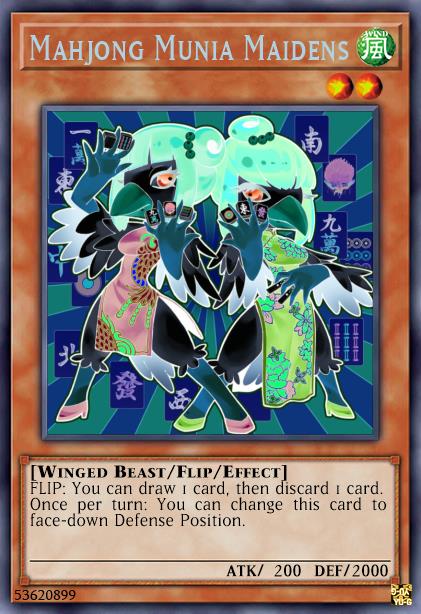 MAHJONG MUNIA MAIDENS
WIND
風
一
東
南
九
萬
北
發
西
[WINGED BEAST/FLIP/EFFECT]
FLIP: You can draw 1 card, then discard 1 card.
Once per turn: You can change this card to
face-down Defense Position.
ATK/ 200 DEF/2000
53620899